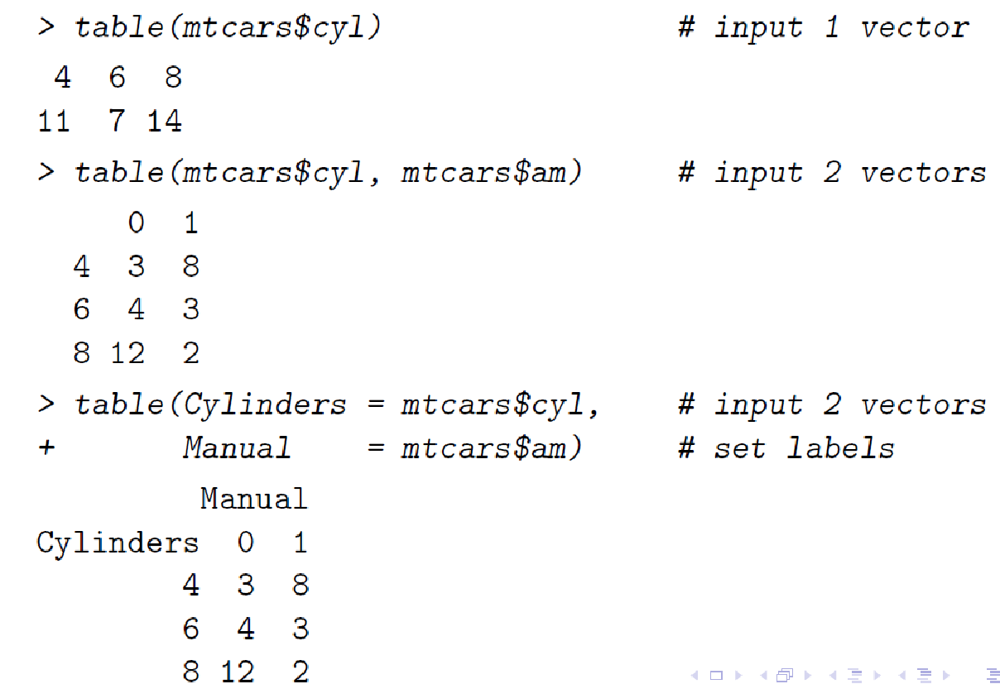 > table(mtcars$cyl)                 # input 1 vector
 4  6  8
11  7 14
> table(mtcars$cyl, mtcars$am)      # input 2 vectors
     0  1
  4  3  8
  6  4  3
  8 12  2
> table(Cylinders = mtcars$cyl,     # input 2 vectors
+       Manual    = mtcars$am)      # set labels
         Manual
Cylinders  0  1
        4  3  8
        6  4  3
        8 12  2